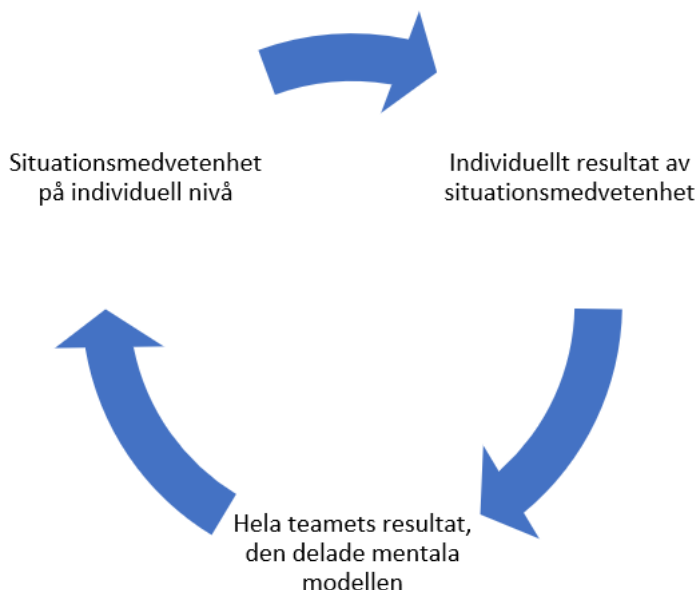 Situationsmedvetenhet
på individuell nivå
Individuellt resultat av
situationsmedvetenhet
Hela teamets resultat,
den delade mentala
modellen